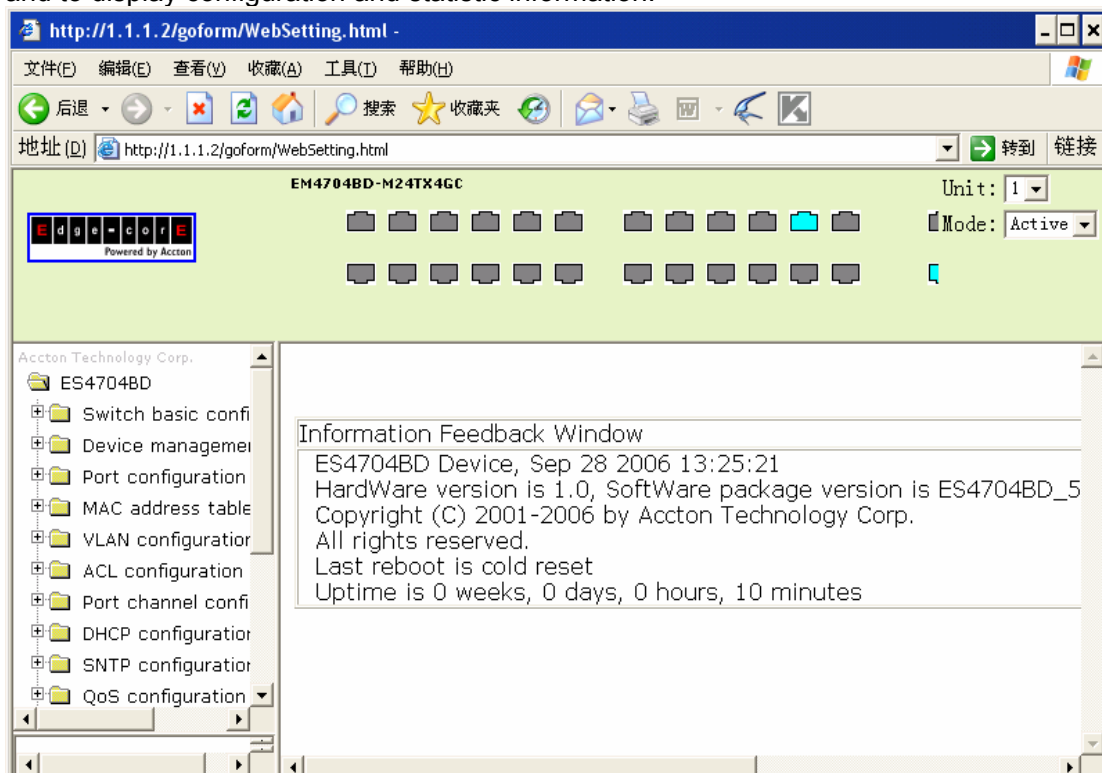 and to display configuration and statistic information.
http://1.1.1.2/goform/WebSetting.html -
文件(F) 编辑(E) 查看(V) 收藏(A) 工具(T) 帮助(H)
后退 搜索 收藏夹
地址(D) http://1.1.1.2/goform/WebSetting.html 转到 链接
EM4704BD-M24TX4GC
Unit: 1
Edge-corE
Powered by Accton
Mode: Active
Accton Technology Corp.
ES4704BD
Switch basic confi
Device managemen
Port configuration
MAC address table
VLAN configuration
ACL configuration
Port channel confi
DHCP configuration
SNTP configuration
QoS configuration
Information Feedback Window
ES4704BD Device, Sep 28 2006 13:25:21
HardWare version is 1.0, SoftWare package version is ES4704BD_5
Copyright (C) 2001-2006 by Accton Technology Corp.
All rights reserved.
Last reboot is cold reset
Uptime is 0 weeks, 0 days, 0 hours, 10 minutes